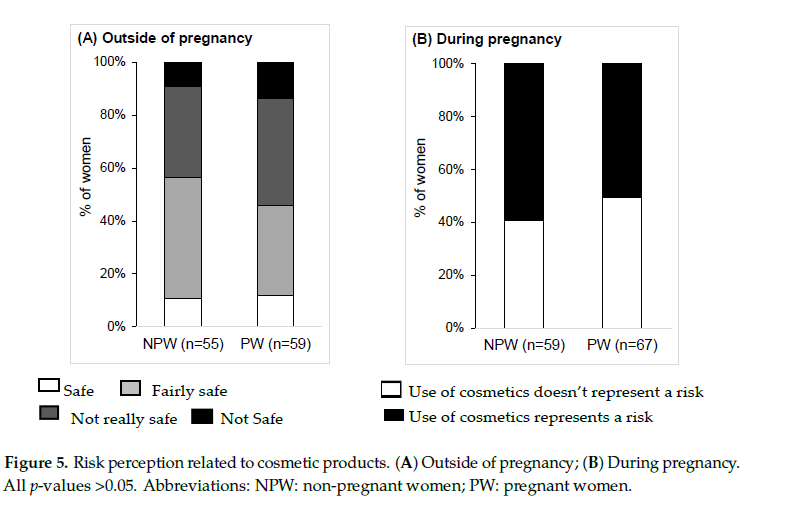 (A) Outside of pregnancy
100%
80%
60%
40%
20%
0%
% of women
NPW (n=55) PW (n=59)
Safe Fairly safe
Not really safe Not Safe
(B) During pregnancy
100%
80%
60%
40%
20%
0%
% of women
NPW (n=59) PW (n=67)
Use of cosmetics doesn't represent a risk
Use of cosmetics represents a risk
Figure 5. Risk perception related to cosmetic products. (A) Outside of pregnancy; (B) During pregnancy.
All p-values >0.05. Abbreviations: NPW: non-pregnant women; PW: pregnant women.